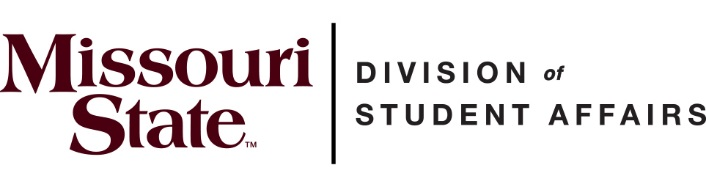 Missouri
State™
DIVISION of
STUDENT AFFAIRS